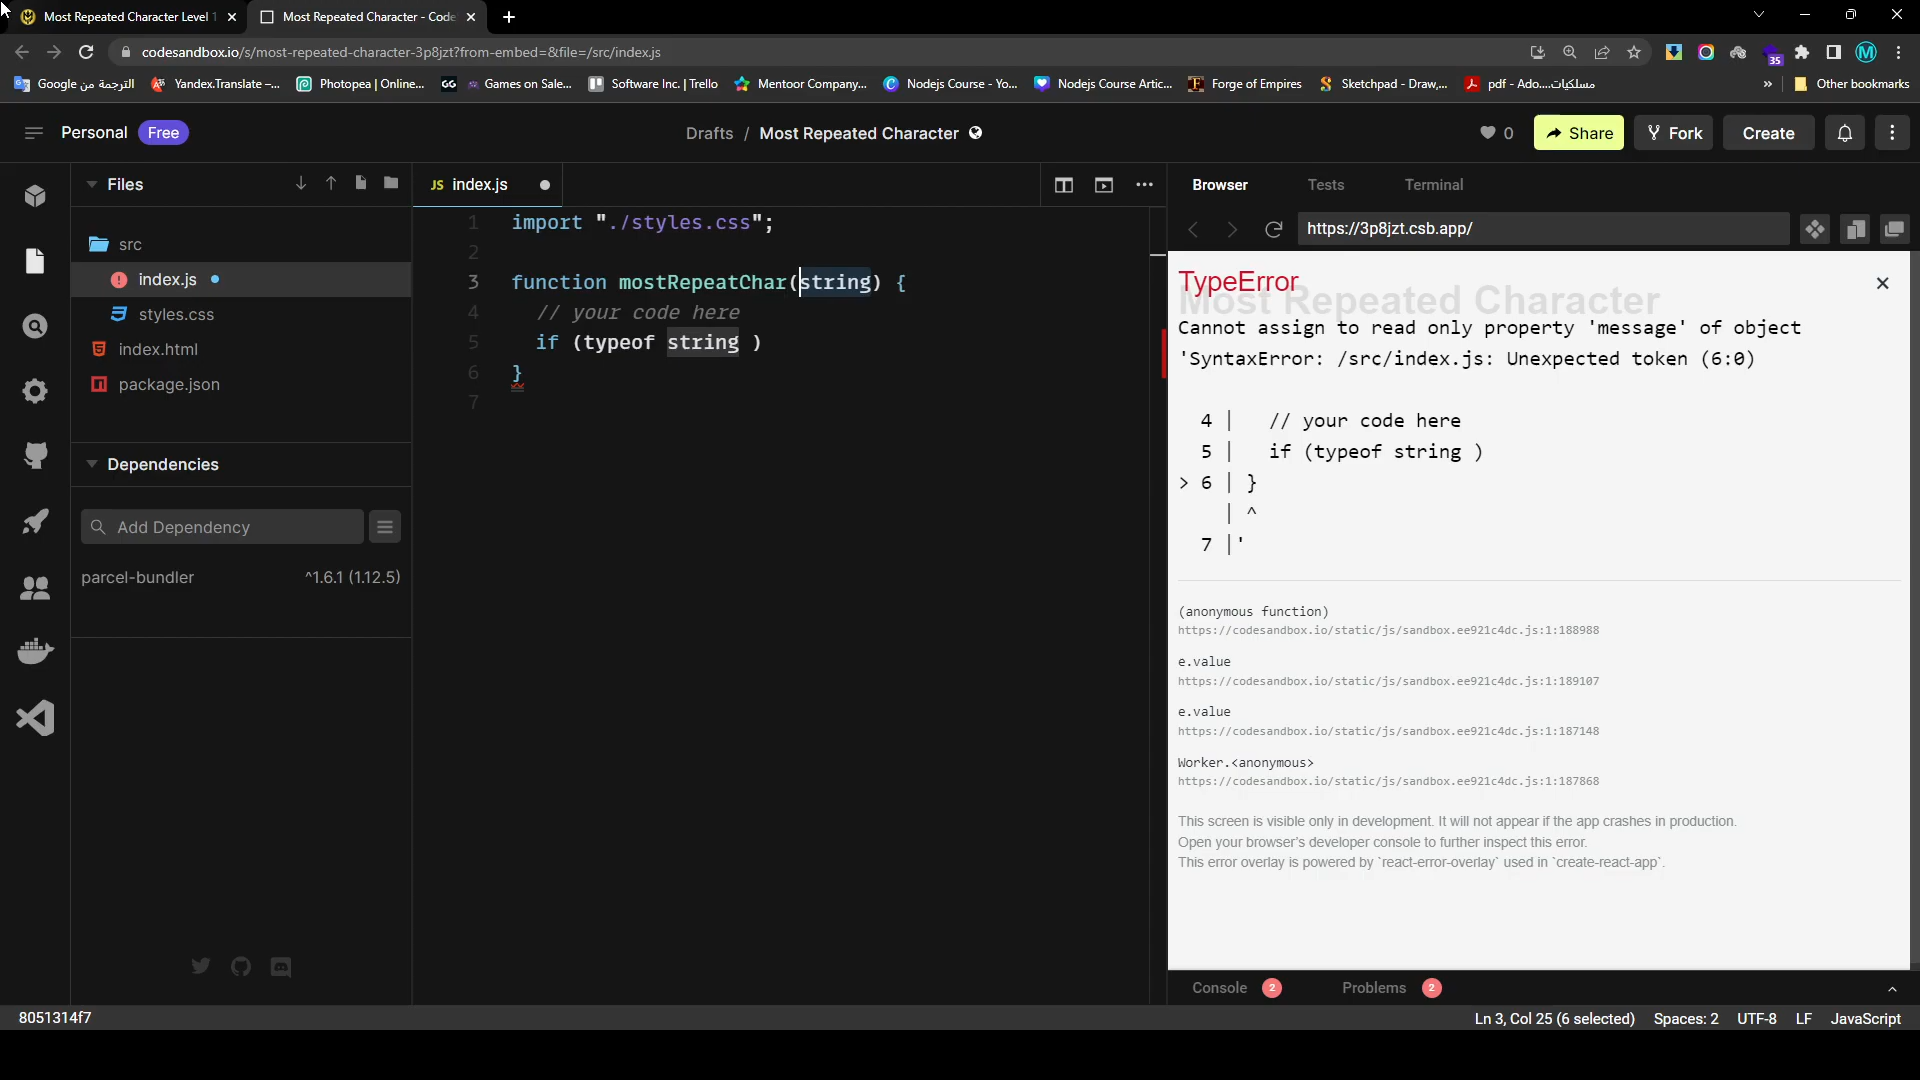 Most Repeated Character Level 1
Most Repeated Character - Code
codesandbox.io/s/most-repeated-character-3p8jzt?from-embed=&file=/src/index.js
35
M
Google الترجمة من
Yandex.Translate –...
Photopea | Online...
GG
Games on Sale...
Software Inc. | Trello
Mentoor Company,...
Nodejs Course - Yo...
Nodejs Course Artic...
Forge of Empires
Sketchpad - Draw,...
pdf - Ado....مسلكيات
»
Other bookmarks
Personal Free
Drafts / Most Repeated Character
0
Share
Fork
Create
Files
src
index.js
styles.css
index.html
package.json
Dependencies
Add Dependency
parcel-bundler ^1.6.1 (1.12.5)
JS index.js
1 import "./styles.css";
2
3 function mostRepeatChar(string) {
4 // your code here
5 if (typeof string )
6 }
7
Browser
Tests
Terminal
https://3p8jzt.csb.app/
Most Repeated Character
TypeError
Cannot assign to read only property 'message' of object
'SyntaxError: /src/index.js: Unexpected token (6:0)
4 | // your code here
5 | if (typeof string )
> 6 | }
| ^
7 |'
(anonymous function)
https://codesandbox.io/static/js/sandbox.ee921c4dc.js:1:188988
e.value
https://codesandbox.io/static/js/sandbox.ee921c4dc.js:1:189107
e.value
https://codesandbox.io/static/js/sandbox.ee921c4dc.js:1:187148
Worker.<anonymous>
https://codesandbox.io/static/js/sandbox.ee921c4dc.js:1:187868
This screen is visible only in development. It will not appear if the app crashes in production.
Open your browser's developer console to further inspect this error.
This error overlay is powered by `react-error-overlay` used in `create-react-app`.
Console 2
Problems 2
8051314f7
Ln 3, Col 25 (6 selected)
Spaces: 2
UTF-8
LF
JavaScript